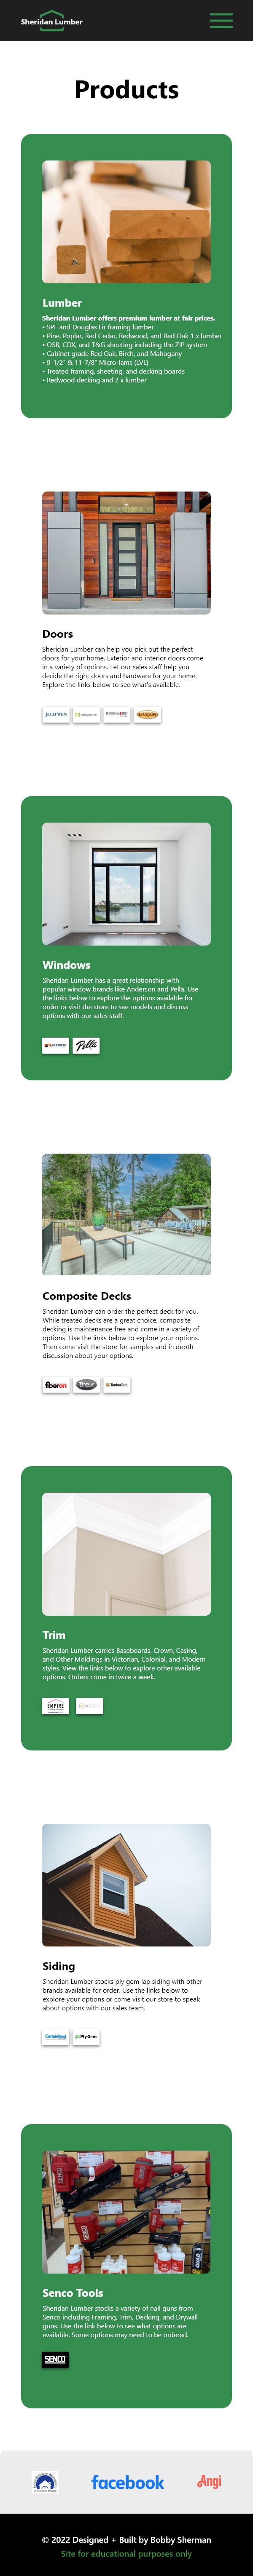 Sheridan Lumber
Products
Lumber
Sheridan Lumber offers premium lumber at fair prices.
• SPF and Douglas Fir framing lumber
• Pine, Poplar, Red Cedar, Redwood, and Red Oak 1 x lumber
• OSB, CDX, and T&G sheeting including the ZIP system
• Cabinet grade Red Oak, Birch, and Mahogany
• 9-1/2" & 11-7/8" Micro-lams (LVL)
• Treated framing, sheeting, and decking boards
• Redwood decking and 2 x lumber
Doors
Sheridan Lumber can help you pick out the perfect
doors for your home. Exterior and interior doors come
in a variety of options. Let our sales staff help you
decide the right doors and hardware for your home.
Explore the links below to see what's available.
JELD WEN MASONITE
Windows
Sheridan Lumber has a great relationship with
popular window brands like Anderson and Pella. Use
the links below to explore the options available for
order or visit the store to see models and discuss
options with our sales staff.
Pella
Composite Decks
Sheridan Lumber can order the perfect deck for you.
While treated decks are a great choice, composite
decking is maintenance free and come in a variety of
options! Use the links below to explore your options.
Then come visit the store for samples and in depth
discussion about your options.
fiberon Trex TimberTech
Trim
Sheridan Lumber carries Baseboards, Crown, Casing,
and Other Moldings in Victorian, Colonial, and Modern
styles. View the links below to explore other available
options. Orders come in twice a week.
EMPIRE
Siding
Sheridan Lumber stocks ply gem lap siding with other
brands available for order. Use the links below to
explore your options or come visit our store to speak
about options with our sales team.
CertainTeed Ply Gem
SENCO
Senco Tools
Sheridan Lumber stocks a variety of nail guns from
Senco including Framing, Trim, Decking, and Drywall
guns. Use the link below to see what options are
available. Some options may need to be ordered.
SENCO
facebook Angi
© 2022 Designed + Built by Bobby Sherman
Site for educational purposes only